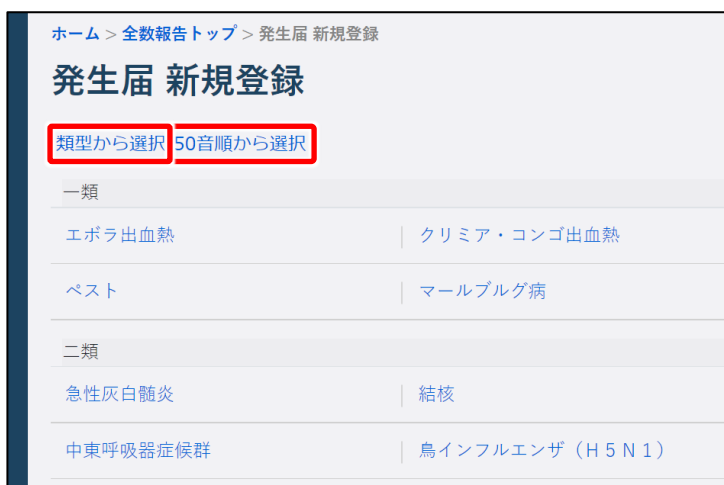 ホーム > 全数報告トップ > 発生届 新規登録
発生届 新規登録
類型から選択 50音順から選択
一類
エボラ出血熱 クリミア・コンゴ出血熱
ペスト マールブルグ病
二類
急性灰白髄炎 結核
中東呼吸器症候群 鳥インフルエンザ（Ｈ５Ｎ１）